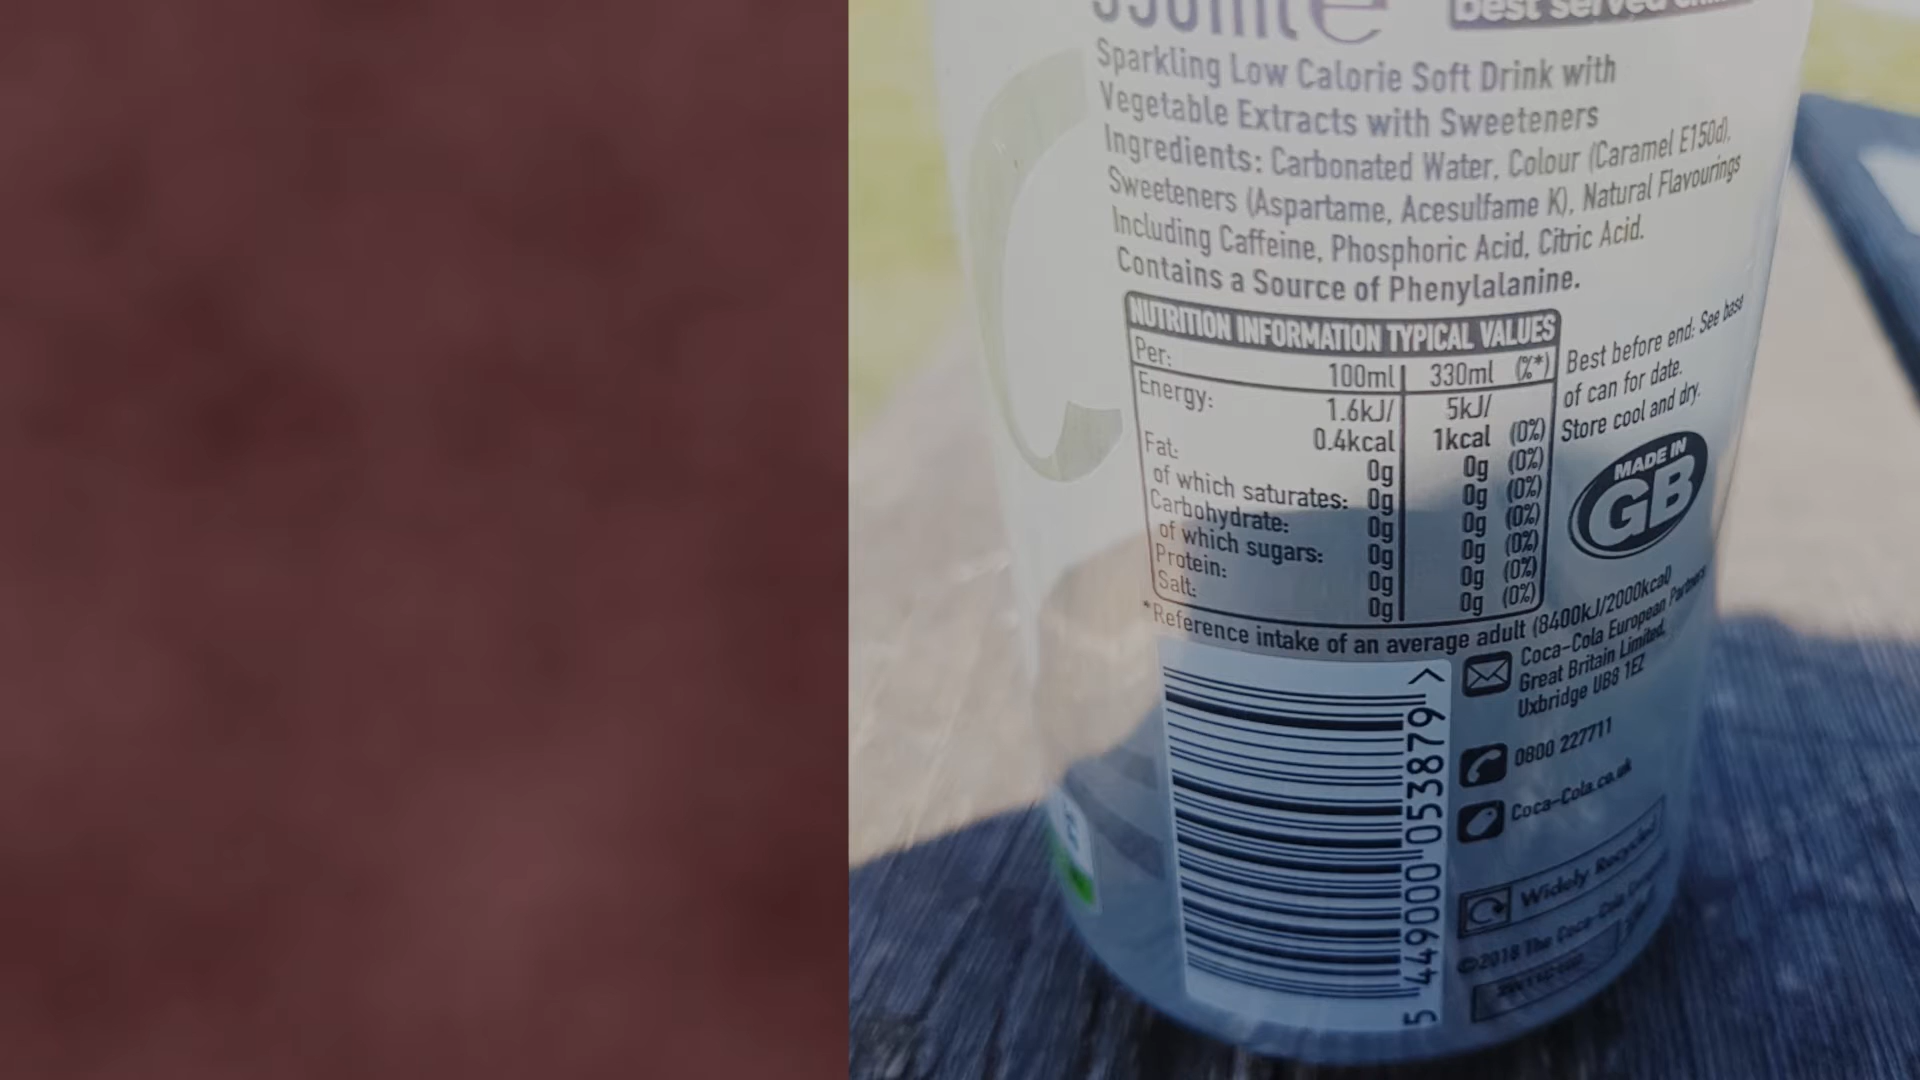 330ml e
best served
Sparkling Low Calorie Soft Drink with
Vegetable Extracts with Sweeteners
Ingredients: Carbonated Water, Colour (Caramel E150d),
Sweeteners (Aspartame, Acesulfame K), Natural Flavourings
Including Caffeine, Phosphoric Acid, Citric Acid.
Contains a Source of Phenylalanine.
NUTRITION INFORMATION TYPICAL VALUES
Per: 100ml 330ml (%*)
Energy: 1.6kJ/ 5kJ/
0.4kcal 1kcal (0%)
Fat: 0g 0g (0%)
of which saturates: 0g 0g (0%)
Carbohydrate: 0g 0g (0%)
of which sugars: 0g 0g (0%)
Protein: 0g 0g (0%)
Salt: 0g 0g (0%)
*Reference intake of an average adult (8400kJ/2000kcal)
Best before end: See base
of can for date.
Store cool and dry.
MADE IN
GB
Coca-Cola European Partners
Great Britain Limited,
Uxbridge UB8 1EZ
0800 227711
Coca-Cola.co.uk
Widely Recycled
©2018 The Coca-Cola Company
5 449000 053879 >